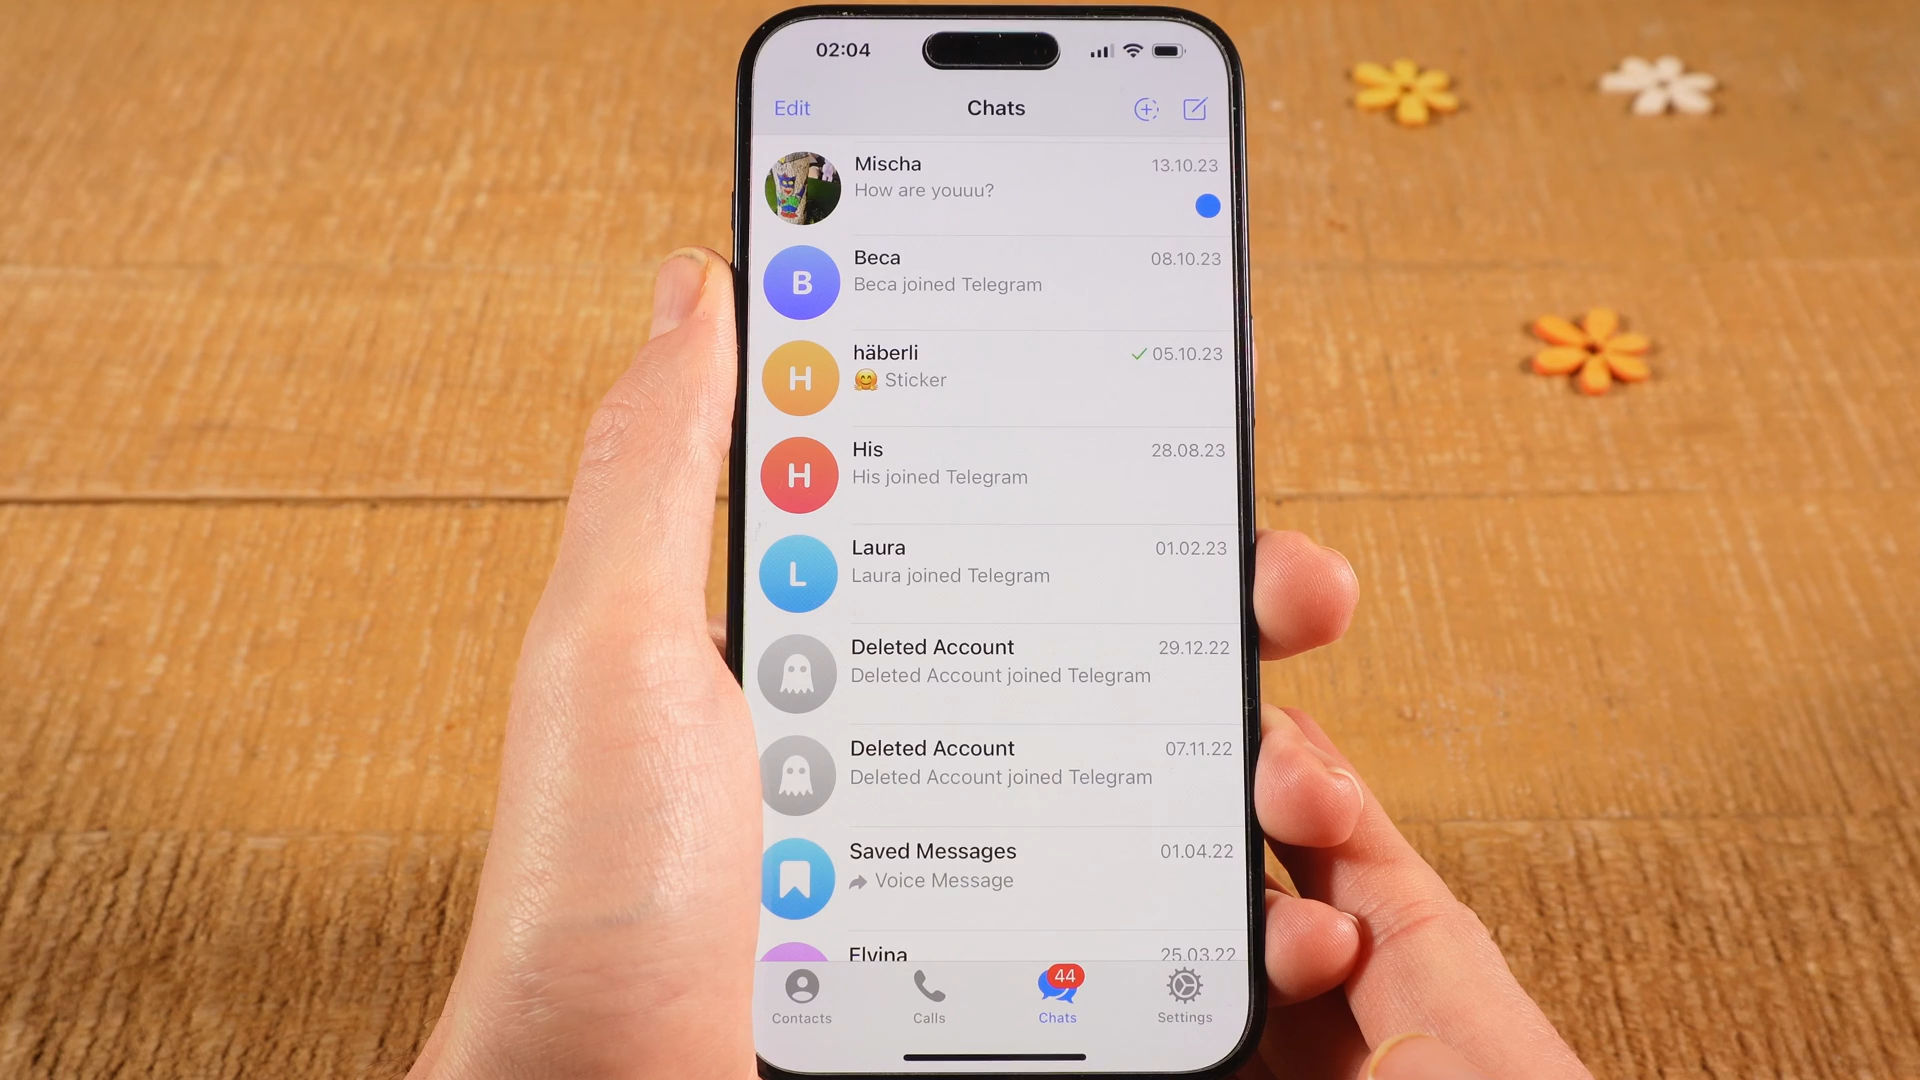 02:04
Edit
Chats
Mischa
13.10.23
How are youuu?
B
Beca
08.10.23
Beca joined Telegram
H
häberli
05.10.23
🤗 Sticker
H
His
28.08.23
His joined Telegram
L
Laura
01.02.23
Laura joined Telegram
Deleted Account
29.12.22
Deleted Account joined Telegram
Deleted Account
07.11.22
Deleted Account joined Telegram
Saved Messages
01.04.22
Voice Message
Elvina
25.03.22
44
Contacts
Calls
Chats
Settings